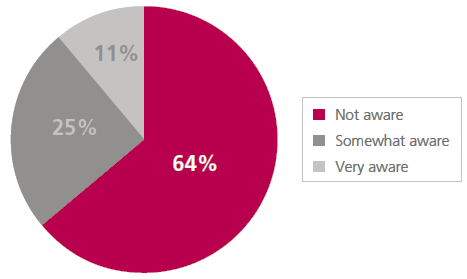 11%
25%
64%
Not aware
Somewhat aware
Very aware